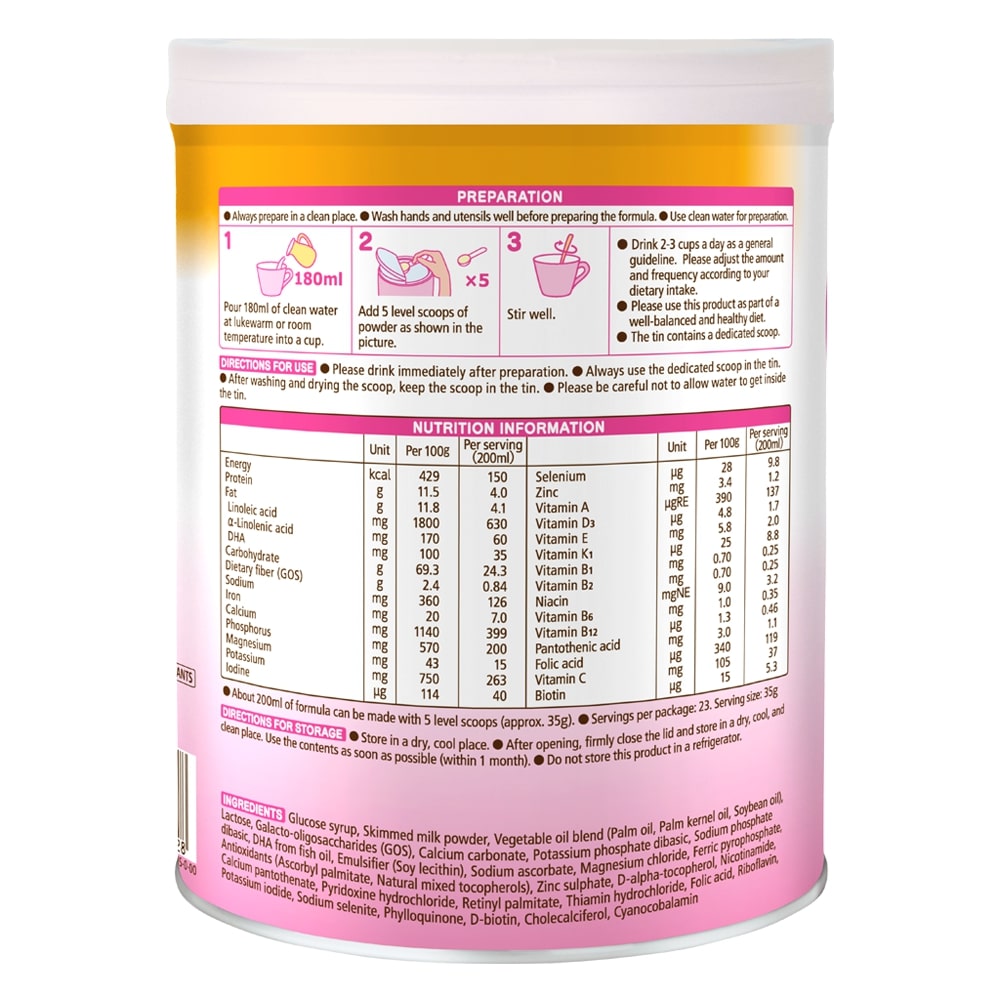 PREPARATION
● Always prepare in a clean place. ● Wash hands and utensils well before preparing the formula. ● Use clean water for preparation.
1
180ml
Pour 180ml of clean water
at lukewarm or room
temperature into a cup.
2
×5
Add 5 level scoops of
powder as shown in the
picture.
3
Stir well.
● Drink 2-3 cups a day as a general
guideline. Please adjust the amount
and frequency according to your
dietary intake.
● Please use this product as part of a
well-balanced and healthy diet.
● The tin contains a dedicated scoop.
DIRECTIONS FOR USE ● Please drink immediately after preparation. ● Always use the dedicated scoop in the tin.
● After washing and drying the scoop, keep the scoop in the tin. ● Please be careful not to allow water to get inside
the tin.
NUTRITION INFORMATION
Unit Per 100g Per serving (200ml) Unit Per 100g Per serving (200ml)
Energy kcal 429 150 Selenium µg 28 9.8
Protein g 11.5 4.0 Zinc mg 3.4 1.2
Fat g 11.8 4.1 Vitamin A µgRE 390 137
Linoleic acid mg 1800 630 Vitamin D3 µg 4.8 1.7
α-Linolenic acid mg 170 60 Vitamin E mg 5.8 2.0
DHA mg 100 35 Vitamin K1 µg 25 8.8
Carbohydrate g 69.3 24.3 Vitamin B1 mg 0.70 0.25
Dietary fiber (GOS) g 2.4 0.84 Vitamin B2 mg 0.70 0.25
Sodium mg 360 126 Niacin mgNE 9.0 3.2
Iron mg 20 7.0 Vitamin B6 mg 1.0 0.35
Calcium mg 1140 399 Vitamin B12 µg 1.3 0.46
Phosphorus mg 570 200 Pantothenic acid mg 3.0 1.1
Magnesium mg 43 15 Folic acid µg 340 119
Potassium mg 750 263 Vitamin C mg 105 37
Iodine µg 114 40 Biotin µg 15 5.3
● About 200ml of formula can be made with 5 level scoops (approx. 35g). ● Servings per package: 23. Serving size: 35g
DIRECTIONS FOR STORAGE ● Store in a dry, cool place. ● After opening, firmly close the lid and store in a dry, cool, and
clean place. Use the contents as soon as possible (within 1 month). ● Do not store this product in a refrigerator.
INGREDIENTS Glucose syrup, Skimmed milk powder, Vegetable oil blend (Palm oil, Palm kernel oil, Soybean oil),
Lactose, Galacto-oligosaccharides (GOS), Calcium carbonate, Potassium phosphate dibasic, Sodium phosphate
dibasic, DHA from fish oil, Emulsifier (Soy lecithin), Sodium ascorbate, Magnesium chloride, Ferric pyrophosphate,
Antioxidants (Ascorbyl palmitate, Natural mixed tocopherols), Zinc sulphate, D-alpha-tocopherol, Nicotinamide,
Calcium pantothenate, Pyridoxine hydrochloride, Retinyl palmitate, Thiamin hydrochloride, Folic acid, Riboflavin,
Potassium iodide, Sodium selenite, Phylloquinone, D-biotin, Cholecalciferol, Cyanocobalamin
ANTS